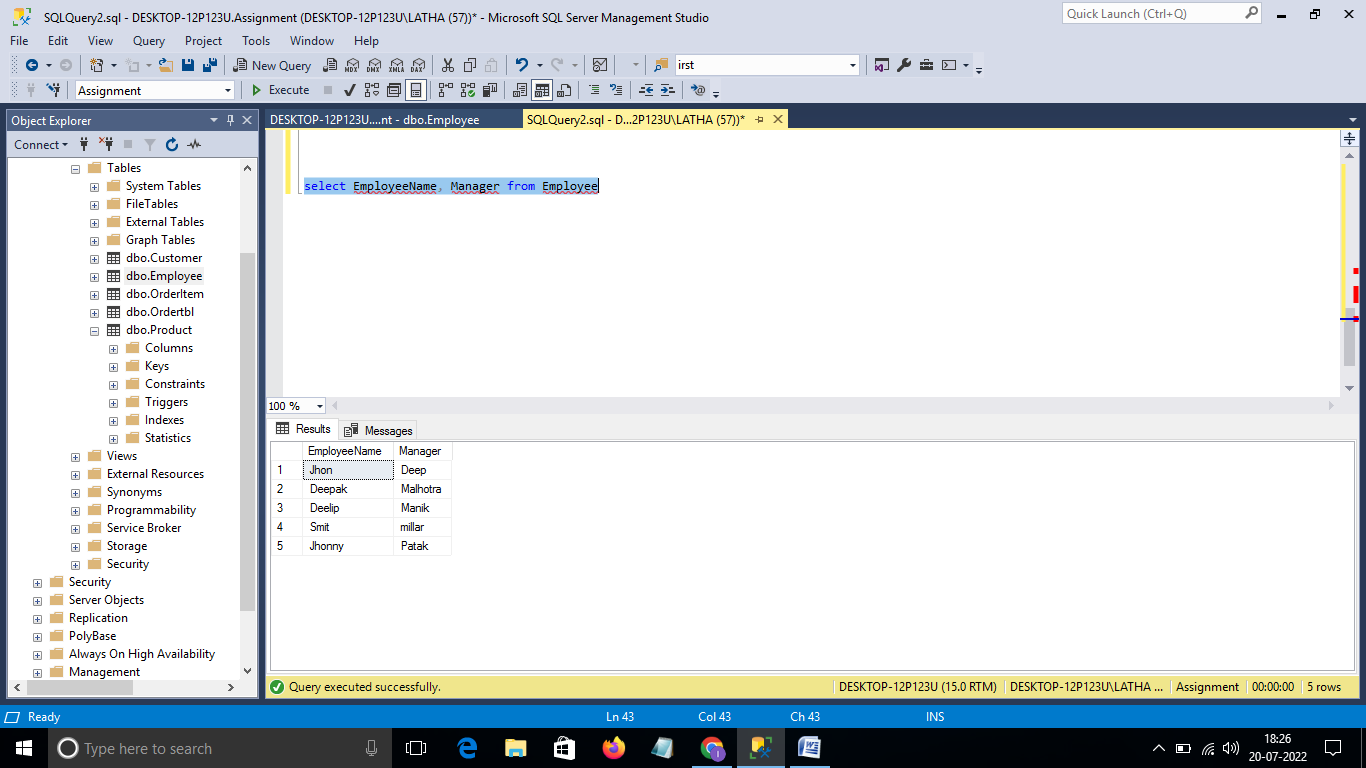 SQLQuery2.sql - DESKTOP-12P123U.Assignment (DESKTOP-12P123U\LATHA (57))* - Microsoft SQL Server Management Studio
Quick Launch (Ctrl+Q)
File Edit View Query Project Tools Window Help
New Query MDX DMX XMLA DAX irst
Assignment Execute
Object Explorer
Connect
Tables
System Tables
FileTables
External Tables
Graph Tables
dbo.Customer
dbo.Employee
dbo.OrderItem
dbo.Ordertbl
dbo.Product
Columns
Keys
Constraints
Triggers
Indexes
Statistics
Views
External Resources
Synonyms
Programmability
Service Broker
Storage
Security
Security
Server Objects
Replication
PolyBase
Always On High Availability
Management
DESKTOP-12P123U....nt - dbo.Employee
SQLQuery2.sql - D...2P123U\LATHA (57))*
select EmployeeName, Manager from Employee
100 %
Results Messages
EmployeeName Manager
1 Jhon Deep
2 Deepak Malhotra
3 Deelip Manik
4 Smit millar
5 Jhonny Patak
Query executed successfully.
DESKTOP-12P123U (15.0 RTM) DESKTOP-12P123U\LATHA ... Assignment 00:00:00 5 rows
Ready Ln 43 Col 43 Ch 43 INS
Type here to search
18:26
20-07-2022